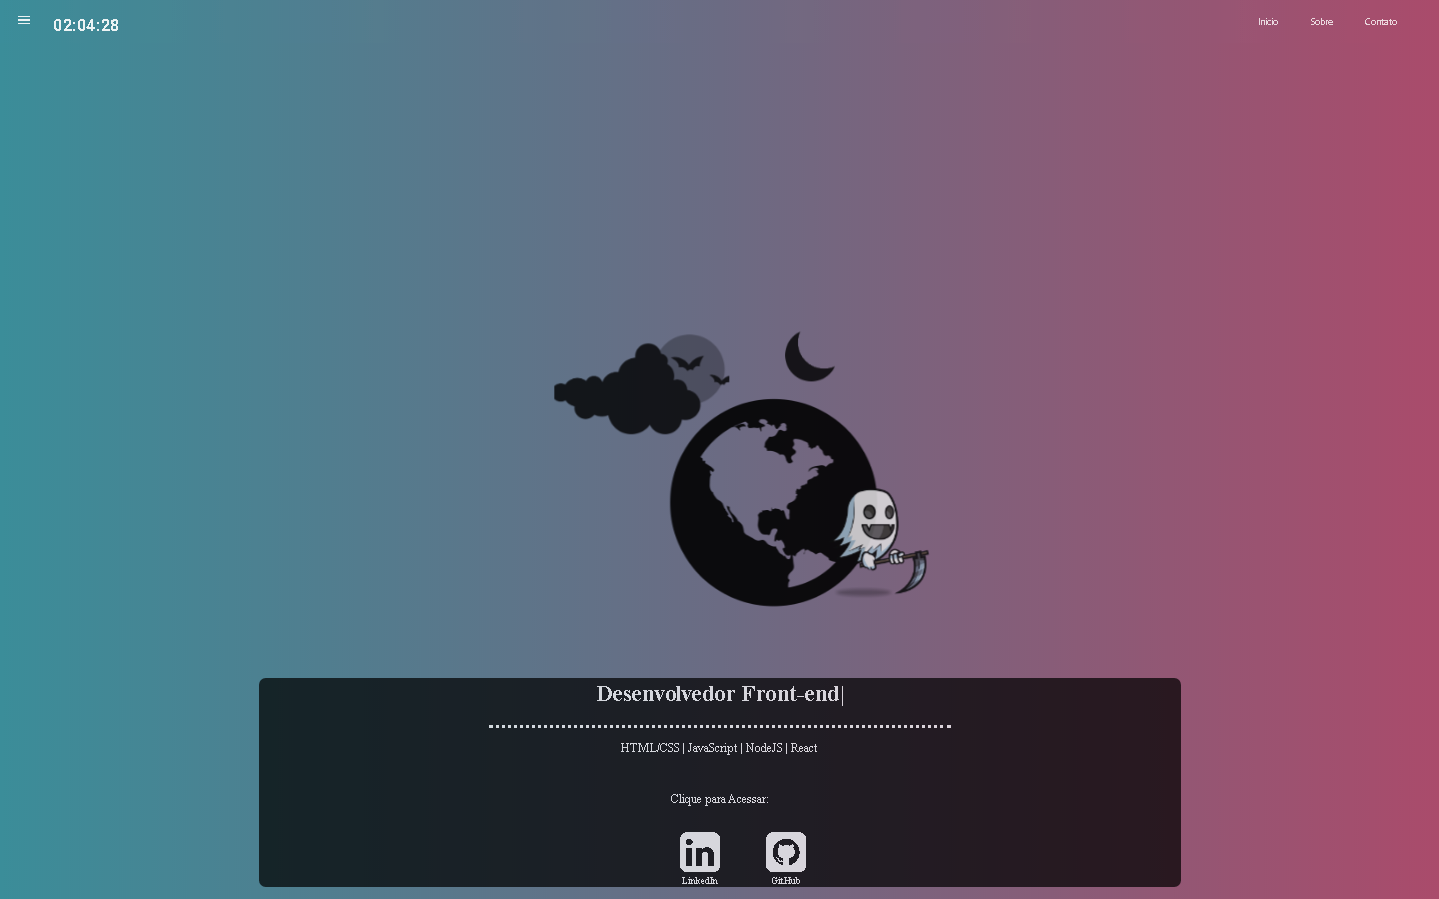 02:04:28
Inicio Sobre Contato
Desenvolvedor Front-end|
HTML/CSS | JavaScript | NodeJS | React
Clique para Acessar:
in
LinkedIn GitHub